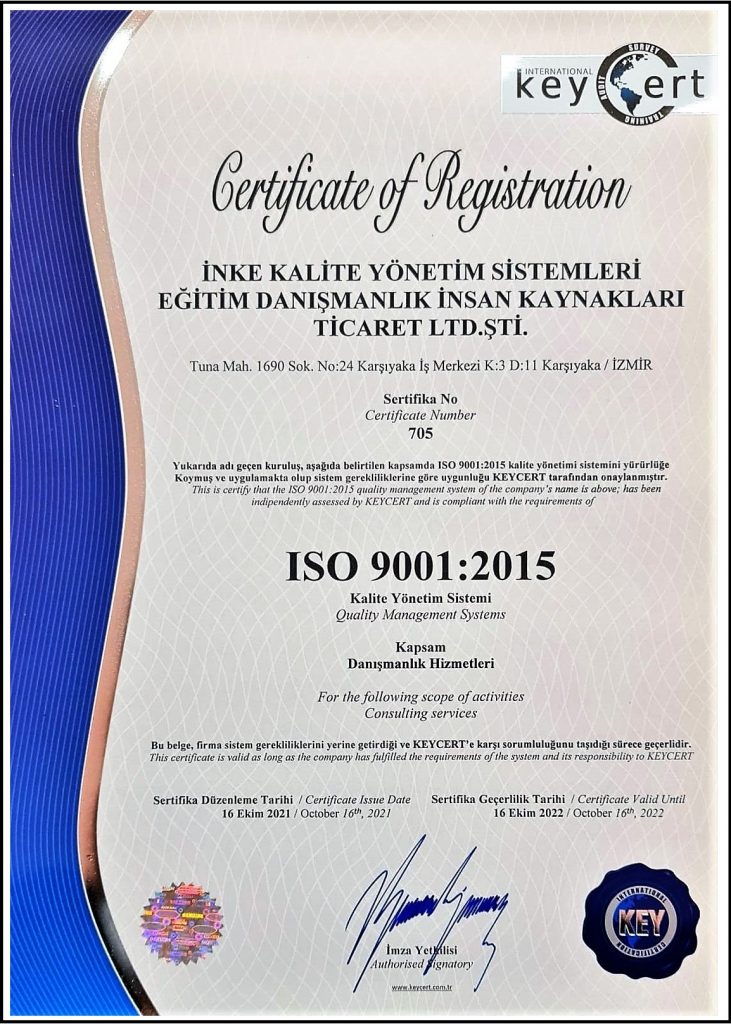 INTERNATIONAL
key ert
SURVEY
AUDIT
TRAINING
Certificate of Registration
İNKE KALİTE YÖNETİM SİSTEMLERİ
EĞİTİM DANIŞMANLIK İNSAN KAYNAKLARI
TİCARET LTD.ŞTİ.
Tuna Mah. 1690 Sok. No:24 Karşıyaka İş Merkezi K:3 D:11 Karşıyaka / İZMİR
Sertifika No
Certificate Number
705
Yukarıda adı geçen kuruluş, aşağıda belirtilen kapsamda ISO 9001:2015 kalite yönetimi sistemini yürürlüğe
Koymuş ve uygulamakta olup sistem gerekliliklerine göre uygunluğu KEYCERT tarafından onaylanmıştır.
This is certify that the ISO 9001:2015 quality management system of the company's name is above; has been
indipendently assessed by KEYCERT and is compliant with the requirements of
ISO 9001:2015
Kalite Yönetim Sistemi
Quality Management Systems
Kapsam
Danışmanlık Hizmetleri
For the following scope of activities
Consulting services
Bu belge, firma sistem gerekliliklerini yerine getirdiği ve KEYCERT'e karşı sorumluluğunu taşıdığı sürece geçerlidir.
This certificate is valid as long as the company has fulfilled the requirements of the system and its responsibility to KEYCERT
Sertifika Düzenleme Tarihi / Certificate Issue Date
16 Ekim 2021 / October 16th, 2021
Sertifika Geçerlilik Tarihi / Certificate Valid Until
16 Ekim 2022 / October 16th, 2022
İmza Yetkilisi
Authorised Signatory
www.keycert.com.tr
INTERNATIONAL
KEY
CERTIFICATION